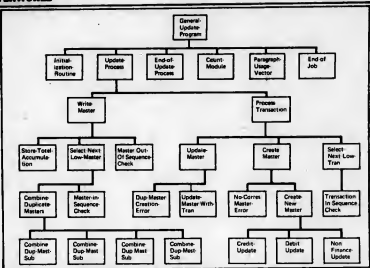 General-
Update-
Program
Initial-
ization-
Routine
Update-
Process
End-of-
Update-
Process
Count-
Module
Paragraph-
Usage-
Vector
End of
Job
Write
Master
Process
Transaction
Store-Total-
Accumula-
tion
Select Next
Low-Master
Master Out-
Of Sequence-
Check
Update-
Master
Create
Master
Select-
Next Low-
Tran
Combine
Duplicate
Masters
Master-in-
Sequence-
Check
Dup-Master
Creation-
Error
Update-
Master With-
Tran
No-Corres
Master-
Error
Create-
New
Master
Transaction
In Sequence
Check
Combine
Dup-Mast-
Sub
Combine
Dup-Mast
Sub
Combine
Dup-Mast
Sub
Combine
Dup-Mast-
Sub
Credit-
Update
Debit
Update
Non
Finance-
Update